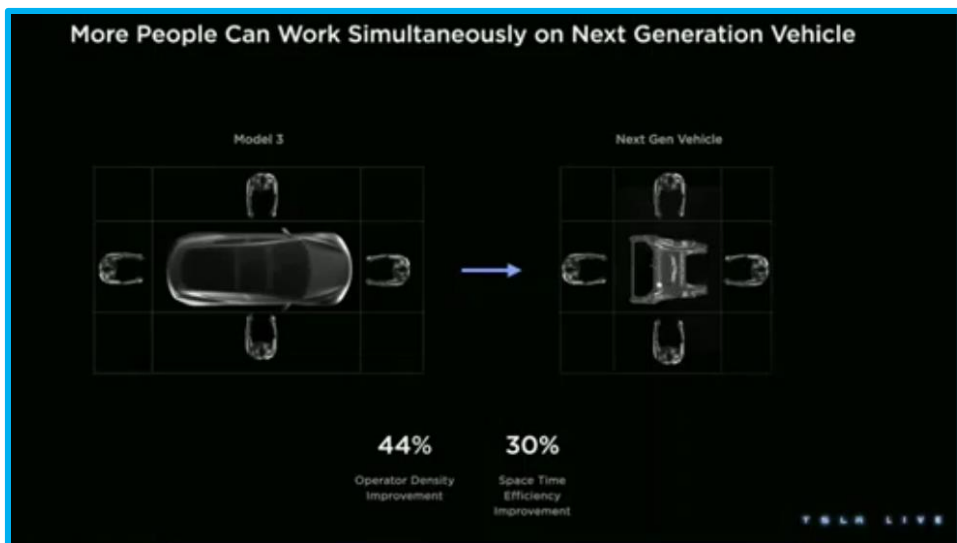 More People Can Work Simultaneously on Next Generation Vehicle
Model 3
Next Gen Vehicle
44%
Operator Density
Improvement
30%
Space Time
Efficiency
Improvement
TSLA LIVE